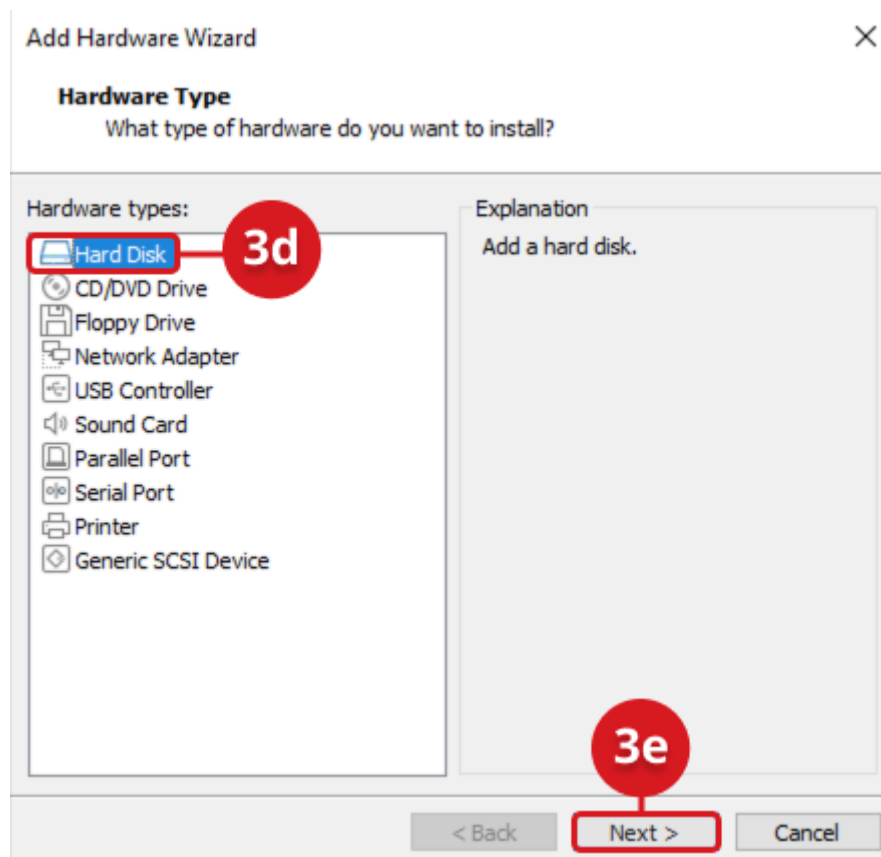 Add Hardware Wizard
Hardware Type
What type of hardware do you want to install?
Hardware types:
Hard Disk
3d
CD/DVD Drive
Floppy Drive
Network Adapter
USB Controller
Sound Card
Parallel Port
Serial Port
Printer
Generic SCSI Device
Explanation
Add a hard disk.
3e
< Back
Next >
Cancel